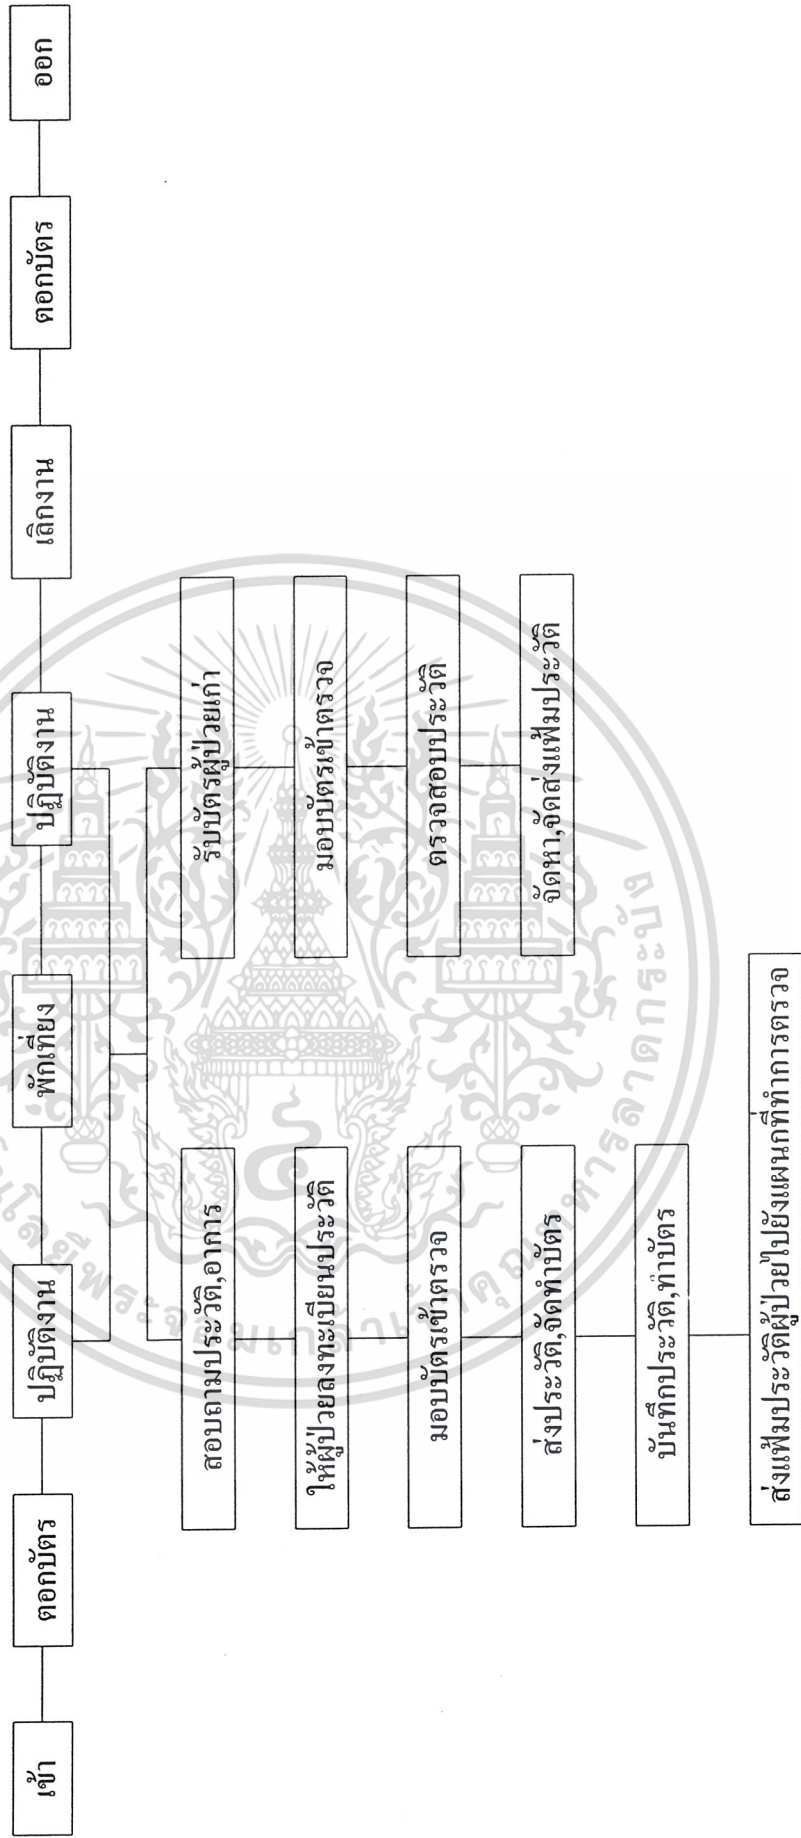 เข้า
ตอกบัตร
ปฏิบัติงาน
พักเที่ยง
ปฏิบัติงาน
เลิกงาน
ตอกบัตร
ออก
สอบถามประวัติ,อาการ
ให้ผู้ป่วยลงทะเบียนประวัติ
มอบบัตรเข้าตรวจ
ส่งประวัติ,จัดทำบัตร
บันทึกประวัติ,ทำบัตร
ส่งแฟ้มประวัติผู้ป่วยไปยังแผนกที่ทำการตรวจ
รับบัตรผู้ป่วยเก่า
มอบบัตรเข้าตรวจ
ตรวจสอบประวัติ
จัดหา,จัดส่งแฟ้มประวัติ